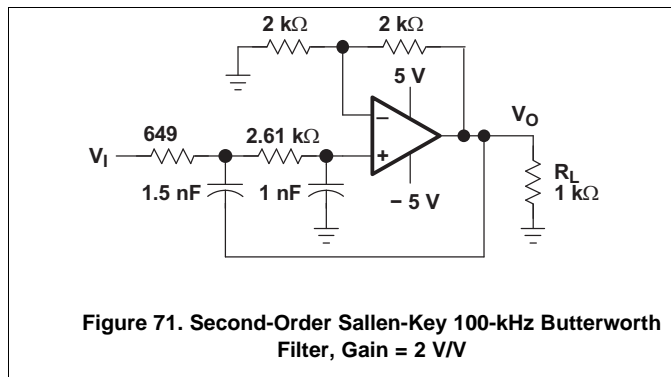 2 kΩ
2 kΩ
5 V
V_O
649
2.61 kΩ
−
V_I
+
R_L
1 kΩ
1.5 nF
1 nF
− 5 V
Figure 71. Second-Order Sallen-Key 100-kHz Butterworth
Filter, Gain = 2 V/V